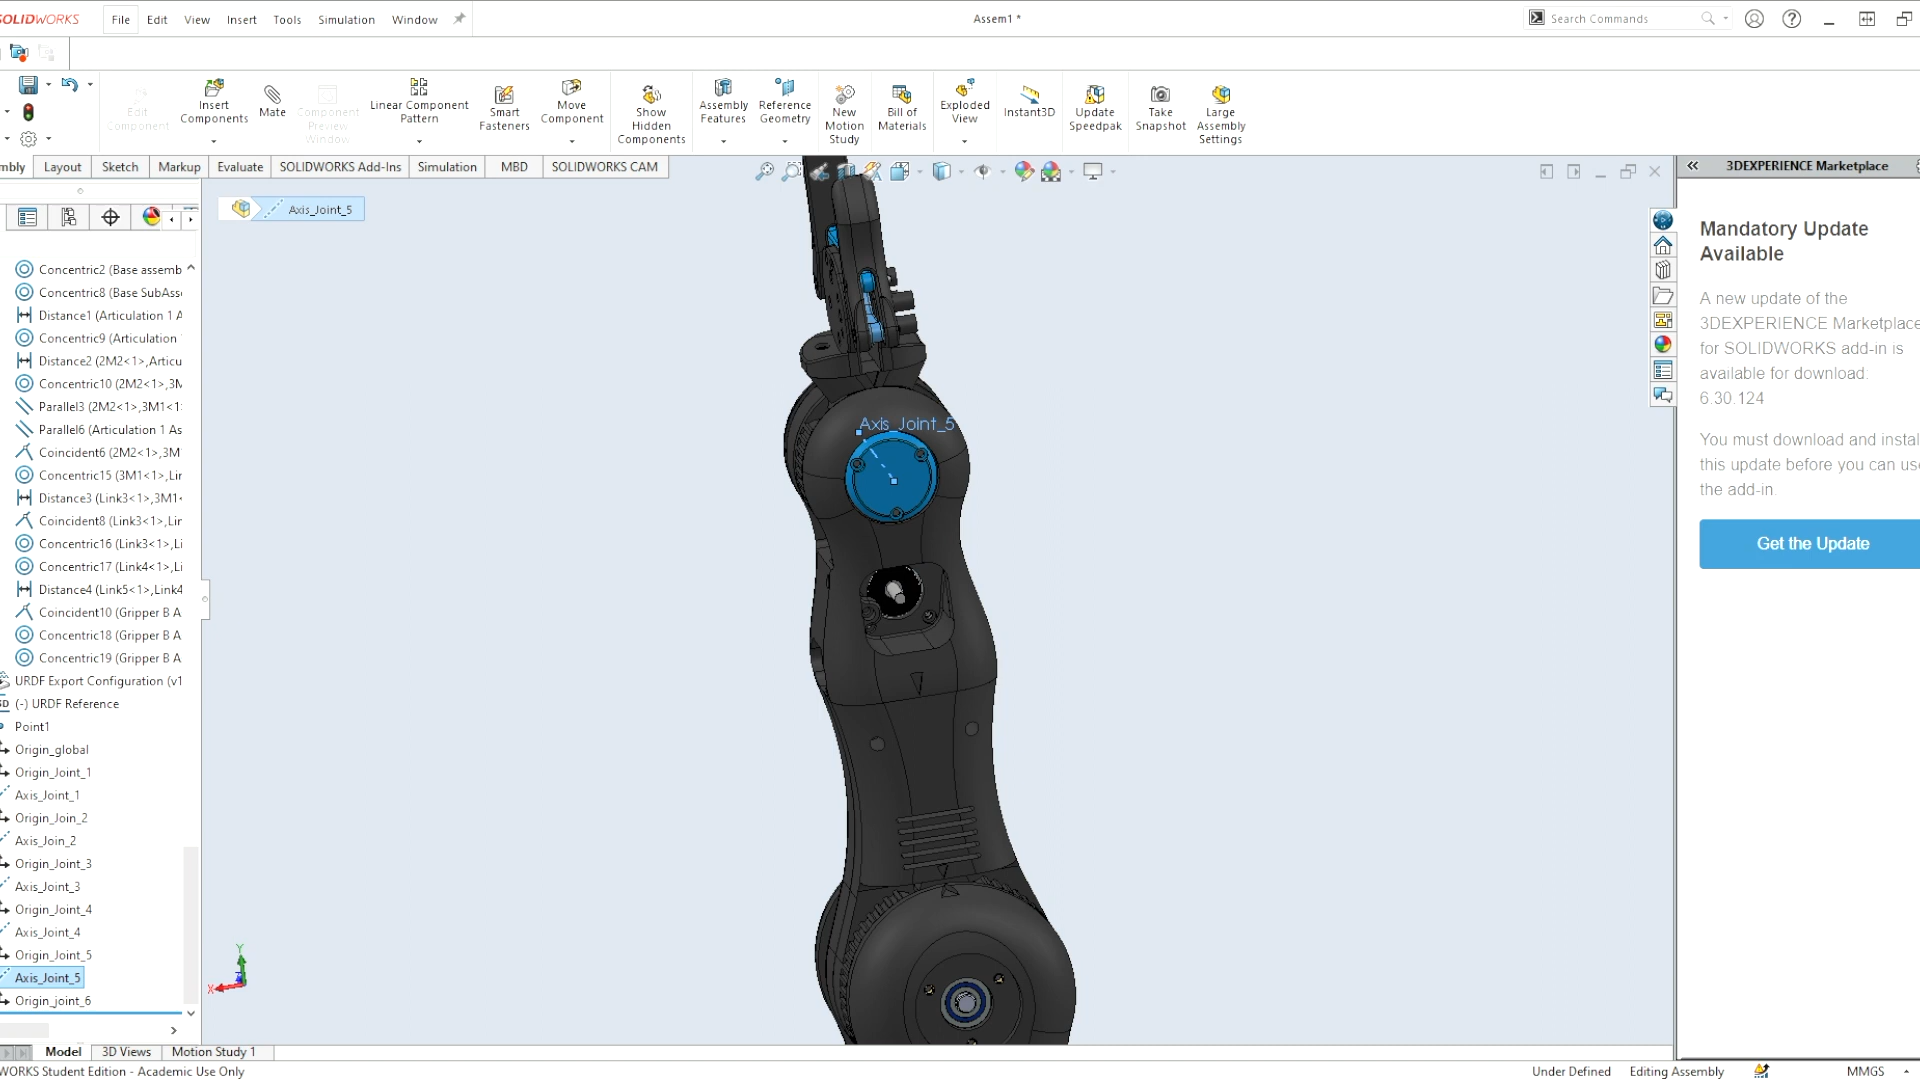 SOLIDWORKS File Edit View Insert Tools Simulation Window Assem1 * Search Commands
Edit Component
Insert Components
Mate
Component Preview Window
Linear Component Pattern
Smart Fasteners
Move Component
Show Hidden Components
Assembly Features
Reference Geometry
New Motion Study
Bill of Materials
Exploded View
Instant3D
Update Speedpak
Take Snapshot
Large Assembly Settings
mbly Layout Sketch Markup Evaluate SOLIDWORKS Add-Ins Simulation MBD SOLIDWORKS CAM
3DEXPERIENCE Marketplace
Axis_Joint_5
Concentric2 (Base assemb
Concentric8 (Base SubAss
Distance1 (Articulation 1 A
Concentric9 (Articulation
Distance2 (2M2<1>,Articu
Concentric10 (2M2<1>,3M
Parallel3 (2M2<1>,3M1<1
Parallel6 (Articulation 1 As
Coincident6 (2M2<1>,3M
Concentric15 (3M1<1>,Lir
Distance3 (Link3<1>,3M1<
Coincident8 (Link3<1>,Lir
Concentric16 (Link3<1>,Li
Concentric17 (Link4<1>,Li
Distance4 (Link5<1>,Link4
Coincident10 (Gripper B A
Concentric18 (Gripper B A
Concentric19 (Gripper B A
URDF Export Configuration (v1
3D (-) URDF Reference
Point1
Origin_global
Origin_Joint_1
Axis_Joint_1
Origin_Join_2
Axis_Join_2
Origin_Joint_3
Axis_Joint_3
Origin_Joint_4
Axis_Joint_4
Origin_Joint_5
Axis_Joint_5
Origin_joint_6
Axis_Joint_5
Y
X
Mandatory Update
Available
A new update of the
3DEXPERIENCE Marketplace
for SOLIDWORKS add-in is
available for download:
6.30.124
You must download and instal
this update before you can us
the add-in.
Get the Update
Model 3D Views Motion Study 1
WORKS Student Edition - Academic Use Only
Under Defined Editing Assembly MMGS